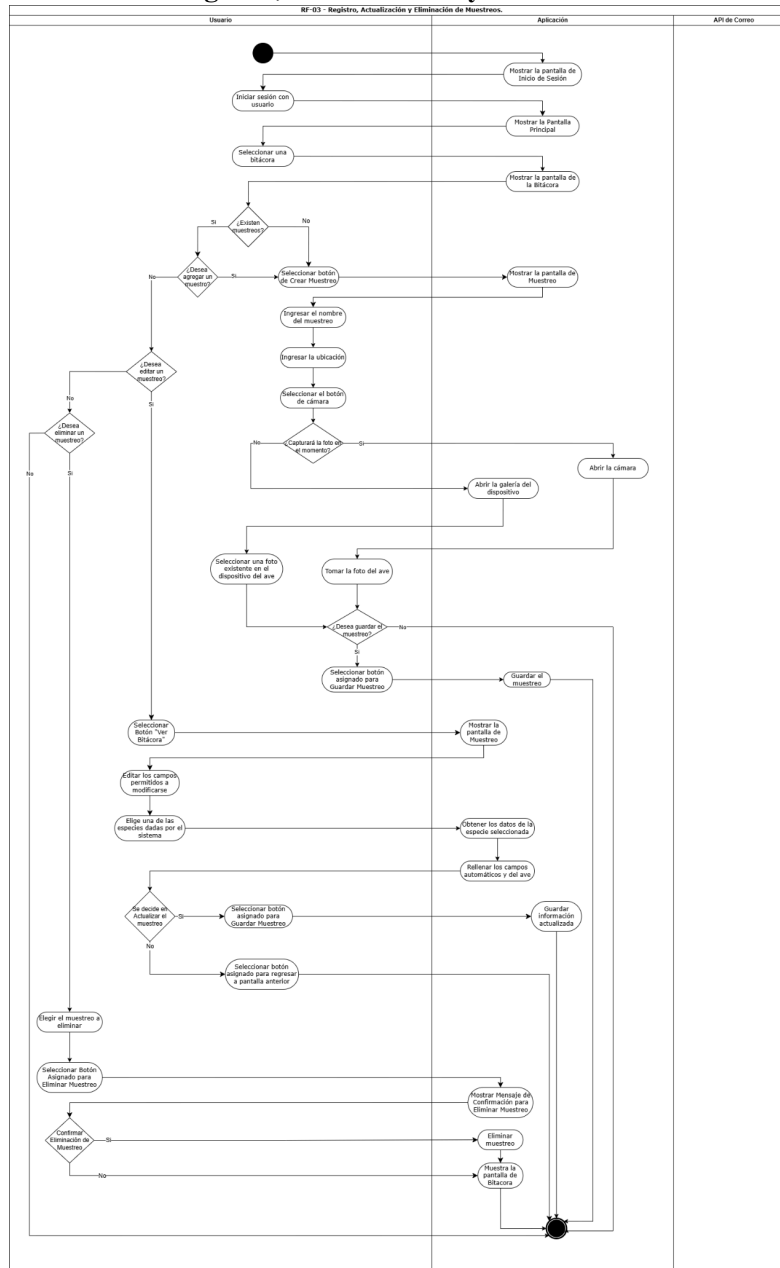 RF-03 - Registro, Actualización y Eliminación de Muestreos.
Usuario
Aplicación
API de Correo
Mostrar la pantalla de
Inicio de Sesión
Iniciar sesión con
usuario
Mostrar la Pantalla
Principal
Seleccionar una
bitácora
Mostrar la pantalla de
la Bitácora
¿Existen
muestreos?
Si
No
¿Desea
agregar un
muestro?
No
Si
Seleccionar botón
de Crear Muestreo
Mostrar la pantalla de
Muestreo
Ingresar el nombre
del muestreo
Ingresar la ubicación
Seleccionar el botón
de cámara
¿Desea
editar un
muestreo?
No
Si
¿Desea
eliminar un
muestreo?
No
Si
¿Capturará la foto en
el momento?
No
Si
Abrir la cámara
Abrir la galería del
dispositivo
Seleccionar una foto
existente en el
dispositivo del ave
Tomar la foto del ave
¿Desea guardar el
muestreo?
No
Si
Seleccionar botón
asignado para
Guardar Muestreo
Guardar el
muestreo
Seleccionar
Botón "Ver
Bitácora"
Mostrar la
pantalla de
Muestreo
Editar los campos
permitidos a
modificarse
Elige una de las
especies dadas por el
sistema
Obtener los datos de la
especie seleccionada
Rellenar los campos
automáticos y del ave
Se decide en
Actualizar el
muestreo
Si
No
Seleccionar botón
asignado para
Guardar Muestreo
Guardar
información
actualizada
Seleccionar botón
asignado para regresar
a pantalla anterior
Elegir el muestreo a
eliminar
Seleccionar Botón
Asignado para
Eliminar Muestreo
Mostrar Mensaje de
Confirmación para
Eliminar Muestreo
Confirmar
Eliminación de
Muestreo
Si
No
Eliminar
muestreo
Muestra la
pantalla de
Bitacora